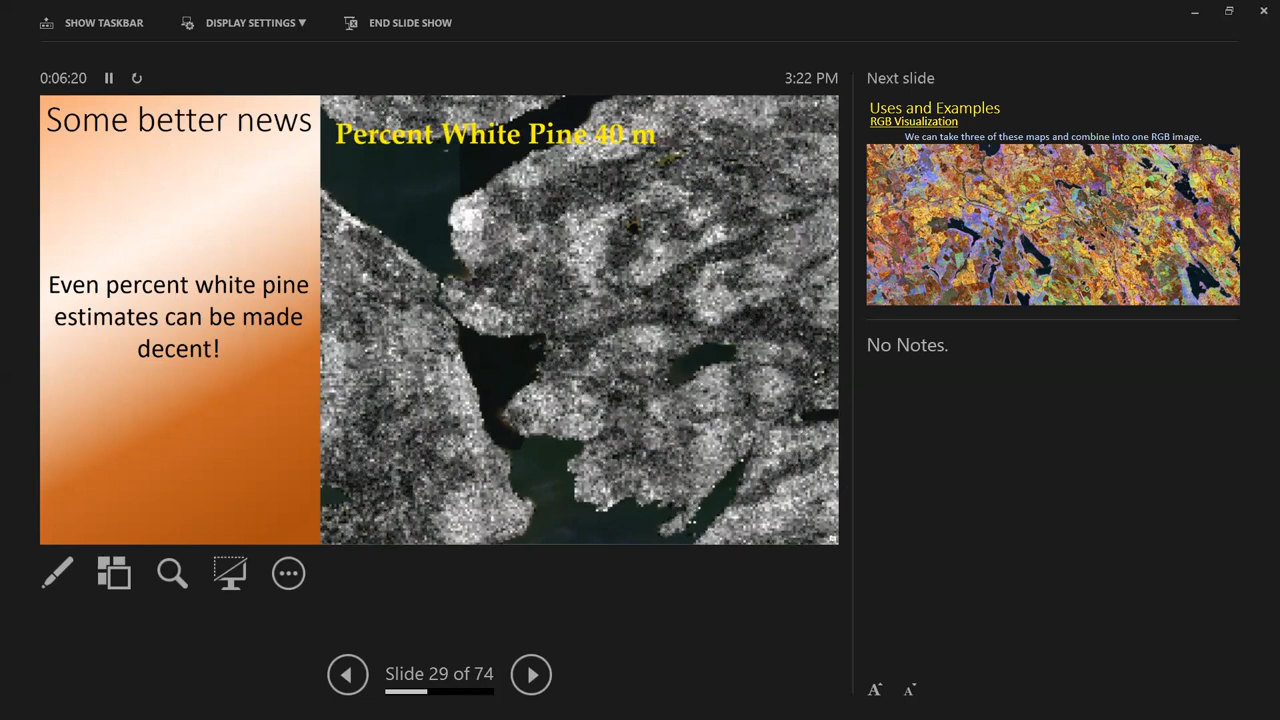 SHOW TASKBAR
DISPLAY SETTINGS ▼
END SLIDE SHOW
0:06:20
3:22 PM
Some better news
Even percent white pine
estimates can be made
decent!
Percent White Pine 40 m
Next slide
Uses and Examples
RGB Visualization
We can take three of these maps and combine into one RGB image.
No Notes.
Slide 29 of 74
A A